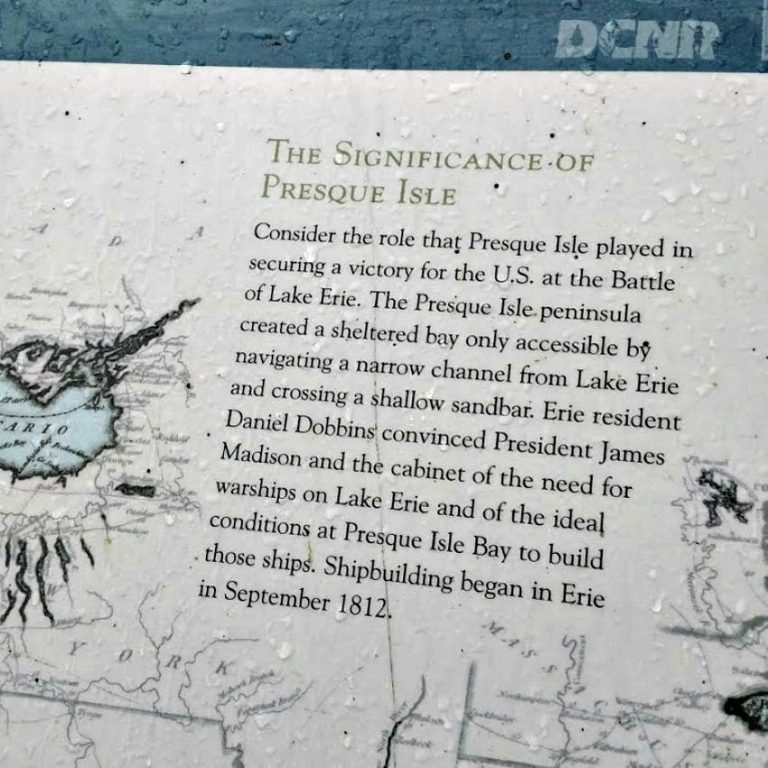 DCNR
THE SIGNIFICANCE OF
PRESQUE ISLE
Consider the role that Presque Isle played in
securing a victory for the U.S. at the Battle
of Lake Erie. The Presque Isle peninsula
created a sheltered bay only accessible by
navigating a narrow channel from Lake Erie
and crossing a shallow sandbar. Erie resident
Daniel Dobbins convinced President James
Madison and the cabinet of the need for
warships on Lake Erie and of the ideal
conditions at Presque Isle Bay to build
those ships. Shipbuilding began in Erie
in September 1812.
A D A
TARIO
YORK
MASS